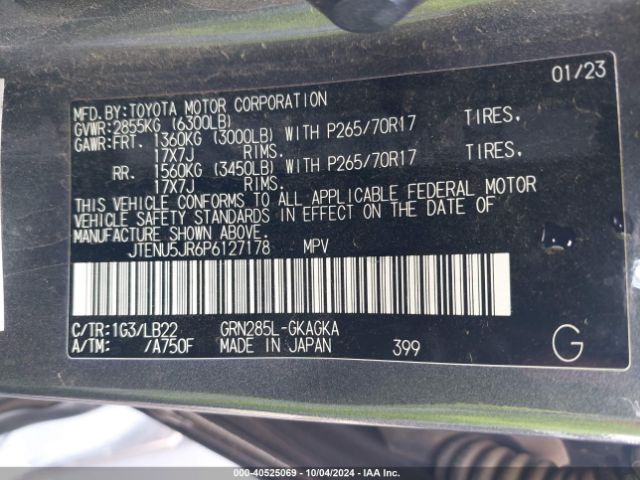 01/23
MFD.BY:TOYOTA MOTOR CORPORATION
GVWR:2855KG (6300LB)
GAWR:FRT. 1360KG (3000LB) WITH P265/70R17 TIRES.
17X7J RIMS.
RR. 1560KG (3450LB) WITH P265/70R17 TIRES.
17X7J RIMS.
THIS VEHICLE CONFORMS TO ALL APPLICABLE FEDERAL MOTOR
VEHICLE SAFETY STANDARDS IN EFFECT ON THE DATE OF
MANUFACTURE SHOWN ABOVE.
JTENU5JR6P6127178 MPV
C/TR:1G3/LB22 GRN285L-GKAGKA
A/TM: /A750F MADE IN JAPAN 399 G
000-40525069 - 10/04/2024 - IAA Inc.